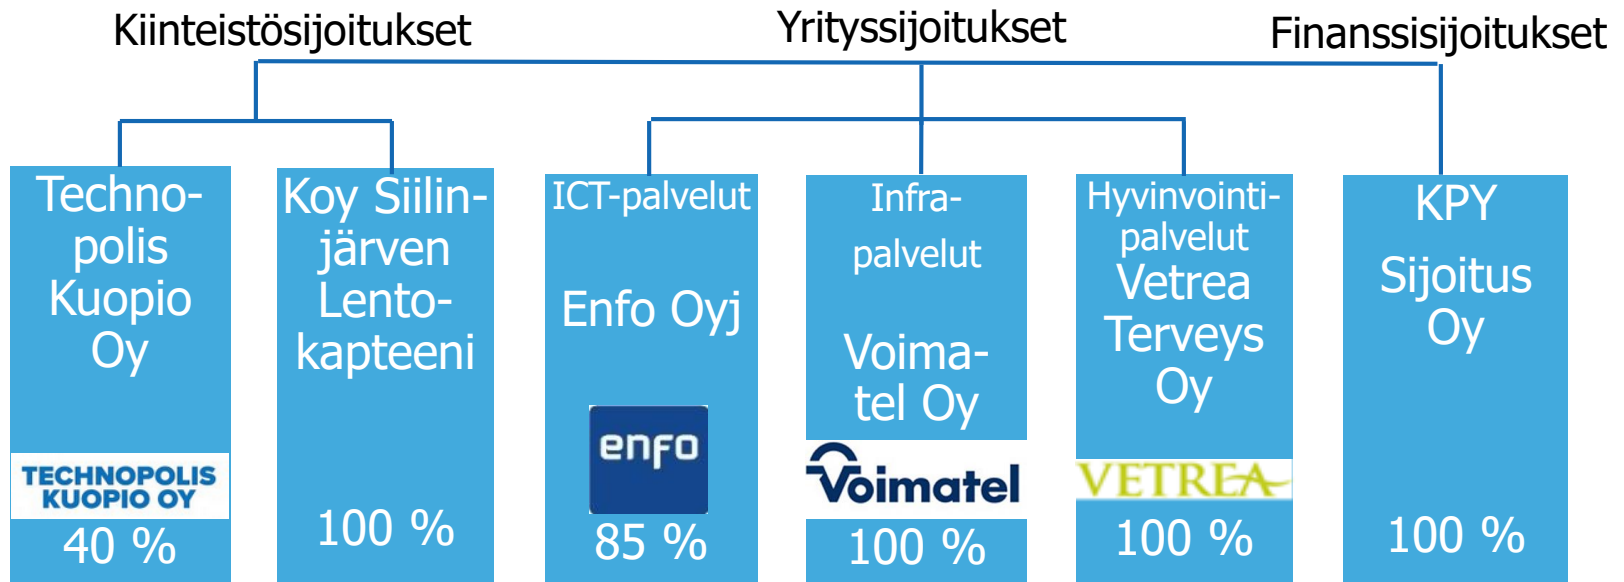 Kiinteistösijoitukset
Yrityssijoitukset
Finanssisijoitukset
Techno-
polis
Kuopio
Oy
TECHNOPOLIS
KUOPIO OY
40 %
Koy Siilin-
järven
Lento-
kapteeni
100 %
ICT-palvelut
Enfo Oyj
enfo
85 %
Infra-
palvelut
Voima-
tel Oy
Voimatel
100 %
Hyvinvointi-
palvelut
Vetrea
Terveys
Oy
VETREA
100 %
KPY
Sijoitus
Oy
100 %